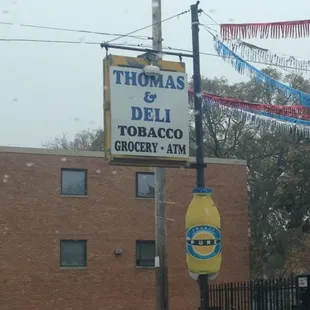 THOMAS
&
DELI
TOBACCO
GROCERY • ATM
PURE